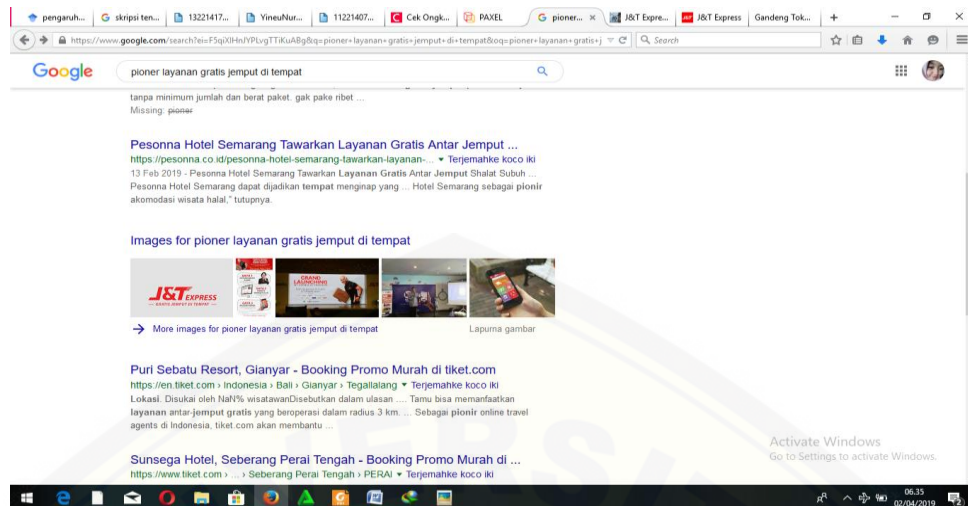 pengaruh...
skripsi ten...
13221417...
YineuNur...
11221407...
Cek Ongk...
PAXEL
pioner...
J&T Expre...
J&T Express
Gandeng Tok...
https://www.google.com/search?ei=F5qiXIHnJYPLvgTTiKuABg&q=pioner+layanan+gratis+jemput+di+tempat&oq=pioner+layanan+gratis+j
Search
Google
pioner layanan gratis jemput di tempat
tanpa minimum jumlah dan berat paket. gak pake ribet ...
Missing: pioner
Pesonna Hotel Semarang Tawarkan Layanan Gratis Antar Jemput ...
https://pesonna.co.id/pesonna-hotel-semarang-tawarkan-layanan-... ▾ Terjemahke koco iki
13 Feb 2019 - Pesonna Hotel Semarang Tawarkan Layanan Gratis Antar Jemput Shalat Subuh ...
Pesonna Hotel Semarang dapat dijadikan tempat menginap yang ... Hotel Semarang sebagai pionir
akomodasi wisata halal," tutupnya.
Images for pioner layanan gratis jemput di tempat
J&T EXPRESS
GRAND
LAUNCHING
→ More images for pioner layanan gratis jemput di tempat
Lapurna gambar
Puri Sebatu Resort, Gianyar - Booking Promo Murah di tiket.com
https://en.tiket.com › Indonesia › Bali › Gianyar › Tegallalang ▾ Terjemahke koco iki
Lokasi. Disukai oleh NaN% wisatawanDisebutkan dalam ulasan .... Tamu bisa memanfaatkan
layanan antar-jemput gratis yang beroperasi dalam radius 3 km. ... Sebagai pionir online travel
agents di Indonesia, tiket.com akan membantu ...
Sunsega Hotel, Seberang Perai Tengah - Booking Promo Murah di ...
https://www.tiket.com › ... › Seberang Perai Tengah › PERAI ▾ Terjemahke koco iki
Activate Windows
Go to Settings to activate Windows.
06.35
02/04/2019